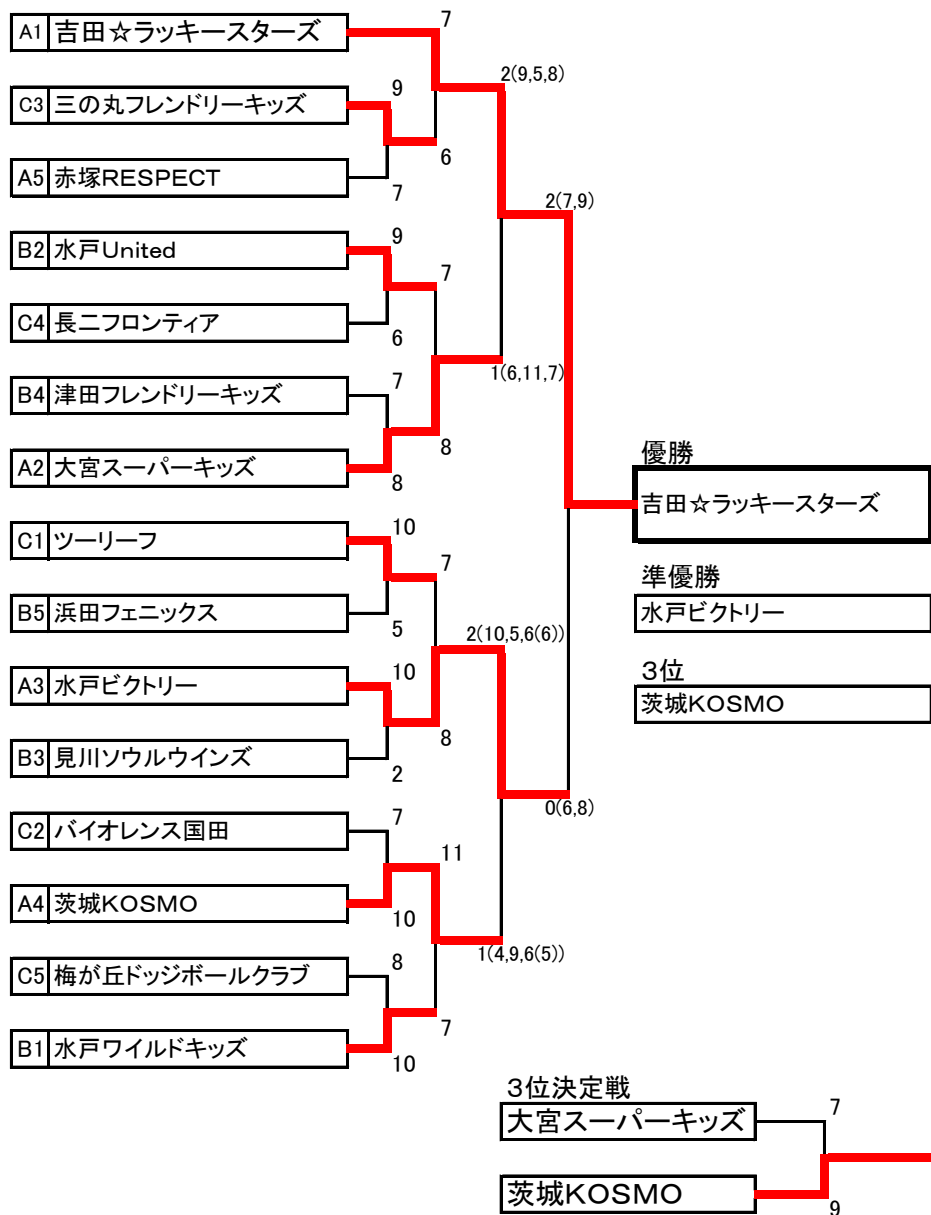 7
A1 吉田☆ラッキースターズ
2(9,5,8)
9
C3 三の丸フレンドリーキッズ
6
A5 赤塚RESPECT
7
2(7,9)
9
B2 水戸United
7
C4 長二フロンティア
6
1(6,11,7)
7
B4 津田フレンドリーキッズ
8
A2 大宮スーパーキッズ
8
優勝
吉田☆ラッキースターズ
10
C1 ツーリーフ
7
準優勝
水戸ビクトリー
B5 浜田フェニックス
5
2(10,5,6(6))
10
3位
茨城KOSMO
A3 水戸ビクトリー
8
B3 見川ソウルウインズ
2
0(6,8)
7
C2 バイオレンス国田
11
A4 茨城KOSMO
10
1(4,9,6(5))
8
C5 梅が丘ドッジボールクラブ
7
B1 水戸ワイルドキッズ
10
3位決定戦
大宮スーパーキッズ
7
茨城KOSMO
9